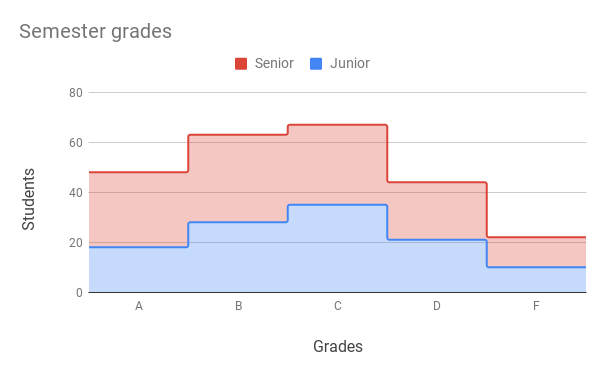 Semester grades
Senior Junior
80
60
40
20
0
Students
A B C D F
Grades